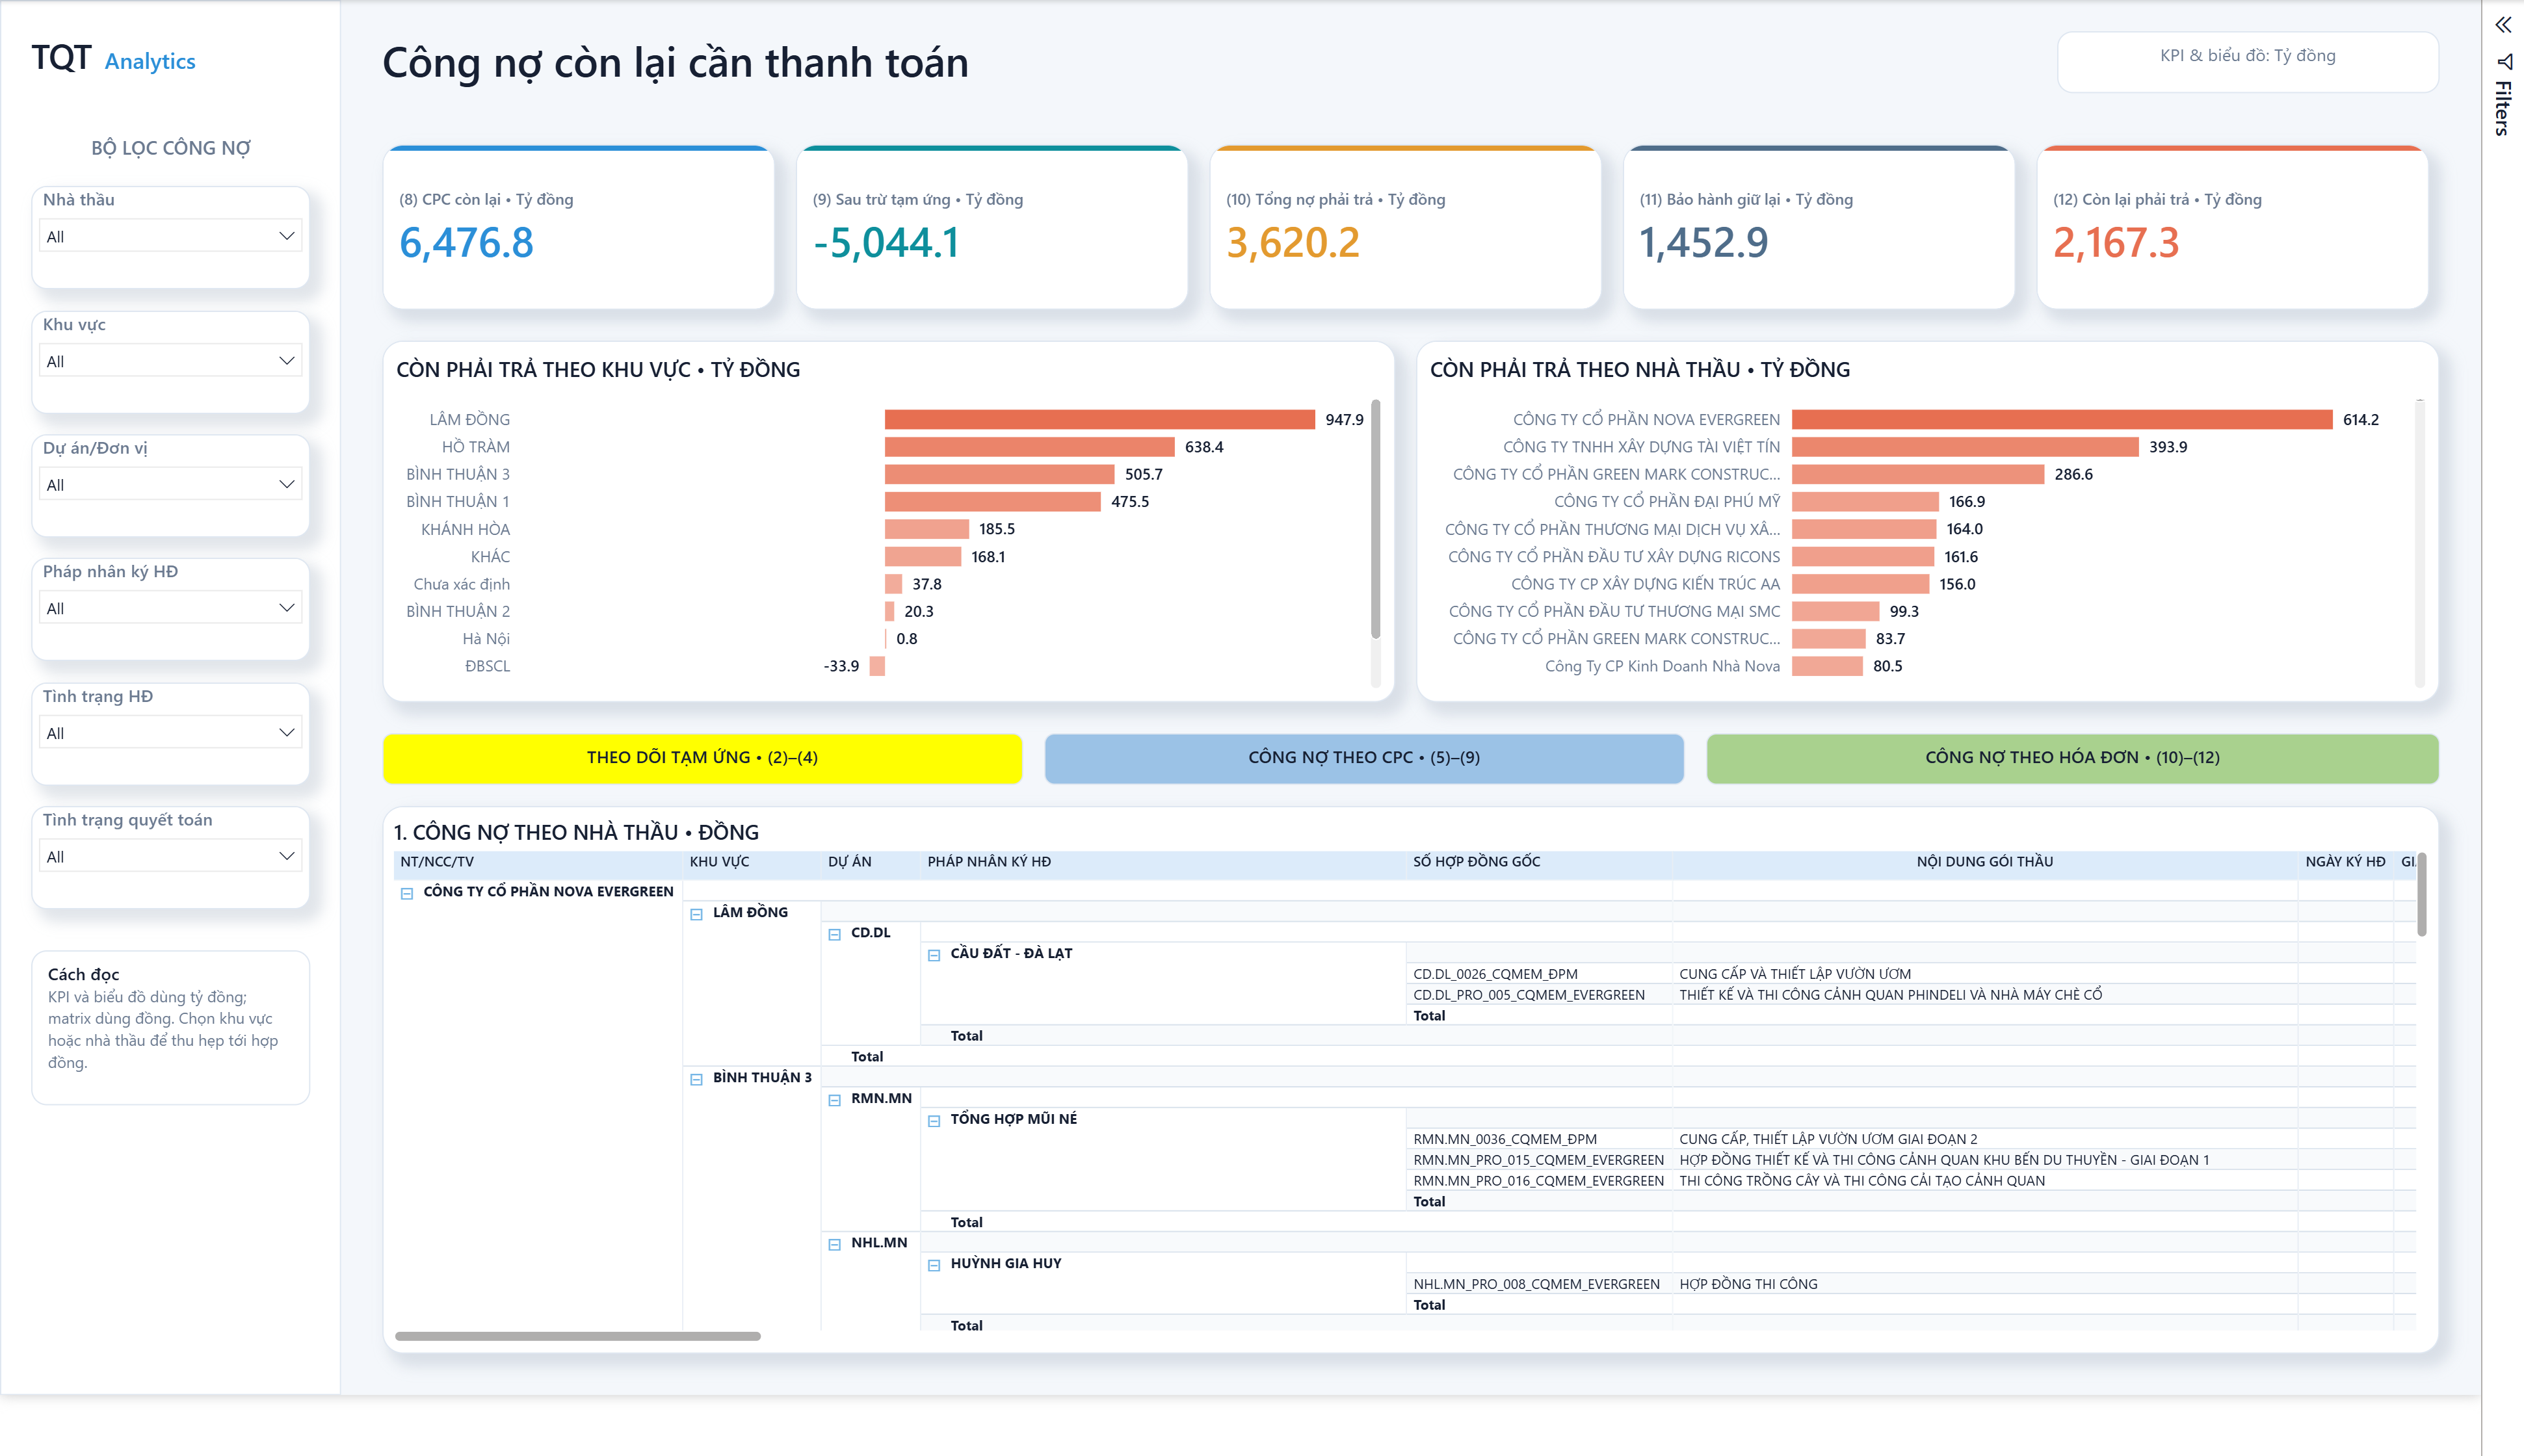 TQT Analytics
BỘ LỌC CÔNG NỢ
Nhà thầu
All
Khu vực
All
Dự án/Đơn vị
All
Pháp nhân ký HĐ
All
Tình trạng HĐ
All
Tình trạng quyết toán
All
Cách đọc
KPI và biểu đồ dùng tỷ đồng;
matrix dùng đồng. Chọn khu vực
hoặc nhà thầu để thu hẹp tới hợp
đồng.
Công nợ còn lại cần thanh toán
KPI & biểu đồ: Tỷ đồng
(8) CPC còn lại • Tỷ đồng
6,476.8
(9) Sau trừ tạm ứng • Tỷ đồng
-5,044.1
(10) Tổng nợ phải trả • Tỷ đồng
3,620.2
(11) Bảo hành giữ lại • Tỷ đồng
1,452.9
(12) Còn lại phải trả • Tỷ đồng
2,167.3
CÒN PHẢI TRẢ THEO KHU VỰC • TỶ ĐỒNG
LÂM ĐỒNG 947.9
HỒ TRÀM 638.4
BÌNH THUẬN 3 505.7
BÌNH THUẬN 1 475.5
KHÁNH HÒA 185.5
KHÁC 168.1
Chưa xác định 37.8
BÌNH THUẬN 2 20.3
Hà Nội 0.8
ĐBSCL -33.9
CÒN PHẢI TRẢ THEO NHÀ THẦU • TỶ ĐỒNG
CÔNG TY CỔ PHẦN NOVA EVERGREEN 614.2
CÔNG TY TNHH XÂY DỰNG TÀI VIỆT TÍN 393.9
CÔNG TY CỔ PHẦN GREEN MARK CONSTRUC... 286.6
CÔNG TY CỔ PHẦN ĐẠI PHÚ MỸ 166.9
CÔNG TY CỔ PHẦN THƯƠNG MẠI DỊCH VỤ XÂ... 164.0
CÔNG TY CỔ PHẦN ĐẦU TƯ XÂY DỰNG RICONS 161.6
CÔNG TY CP XÂY DỰNG KIẾN TRÚC AA 156.0
CÔNG TY CỔ PHẦN ĐẦU TƯ THƯƠNG MẠI SMC 99.3
CÔNG TY CỔ PHẦN GREEN MARK CONSTRUC... 83.7
Công Ty CP Kinh Doanh Nhà Nova 80.5
THEO DÕI TẠM ỨNG • (2)–(4)
CÔNG NỢ THEO CPC • (5)–(9)
CÔNG NỢ THEO HÓA ĐƠN • (10)–(12)
1. CÔNG NỢ THEO NHÀ THẦU • ĐỒNG
NT/NCC/TV KHU VỰC DỰ ÁN PHÁP NHÂN KÝ HĐ SỐ HỢP ĐỒNG GỐC NỘI DUNG GÓI THẦU NGÀY KÝ HĐ GI
CÔNG TY CỔ PHẦN NOVA EVERGREEN
LÂM ĐỒNG
CD.DL
CẦU ĐẤT - ĐÀ LẠT
CD.DL_0026_CQMEM_ĐPM CUNG CẤP VÀ THIẾT LẬP VƯỜN ƯƠM
CD.DL_PRO_005_CQMEM_EVERGREEN THIẾT KẾ VÀ THI CÔNG CẢNH QUAN PHINDELI VÀ NHÀ MÁY CHÈ CỔ
Total
Total
Total
BÌNH THUẬN 3
RMN.MN
TỔNG HỢP MŨI NÉ
RMN.MN_0036_CQMEM_ĐPM CUNG CẤP, THIẾT LẬP VƯỜN ƯƠM GIAI ĐOẠN 2
RMN.MN_PRO_015_CQMEM_EVERGREEN HỢP ĐỒNG THIẾT KẾ VÀ THI CÔNG CẢNH QUAN KHU BẾN DU THUYỀN - GIAI ĐOẠN 1
RMN.MN_PRO_016_CQMEM_EVERGREEN THI CÔNG TRỒNG CÂY VÀ THI CÔNG CẢI TẠO CẢNH QUAN
Total
Total
NHL.MN
HUỲNH GIA HUY
NHL.MN_PRO_008_CQMEM_EVERGREEN HỢP ĐỒNG THI CÔNG
Total
Total
Filters